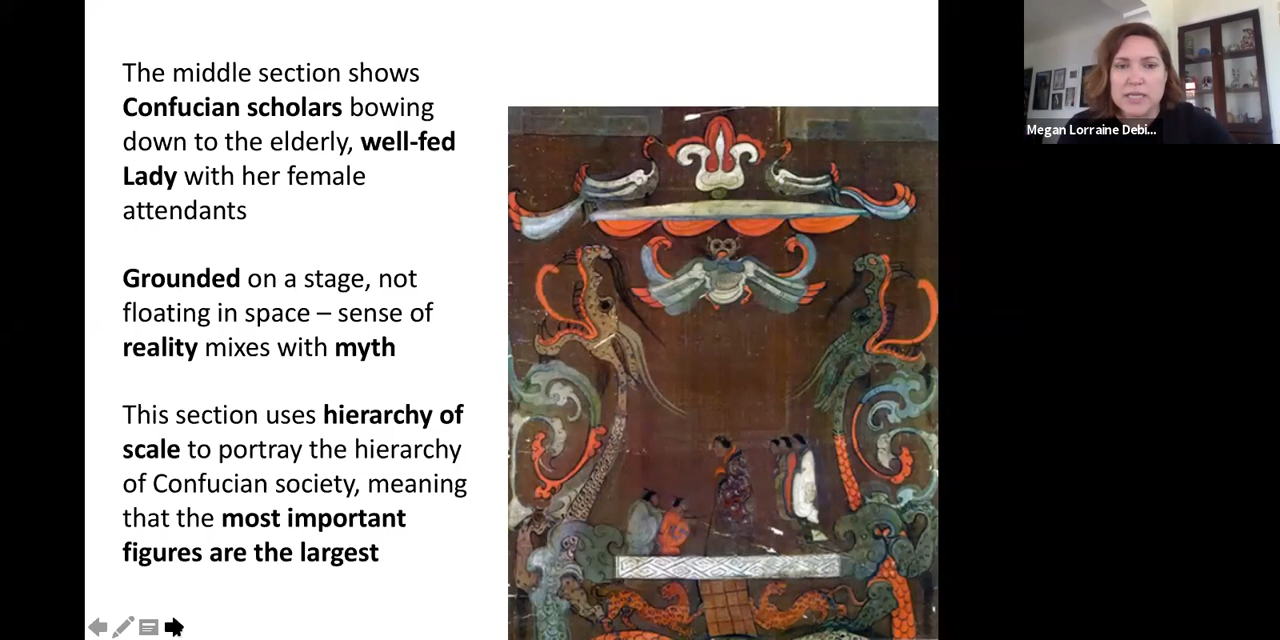 The middle section shows
Confucian scholars bowing
down to the elderly, well-fed
Lady with her female
attendants
Grounded on a stage, not
floating in space – sense of
reality mixes with myth
This section uses hierarchy of
scale to portray the hierarchy
of Confucian society, meaning
that the most important
figures are the largest
Megan Lorraine Debi...